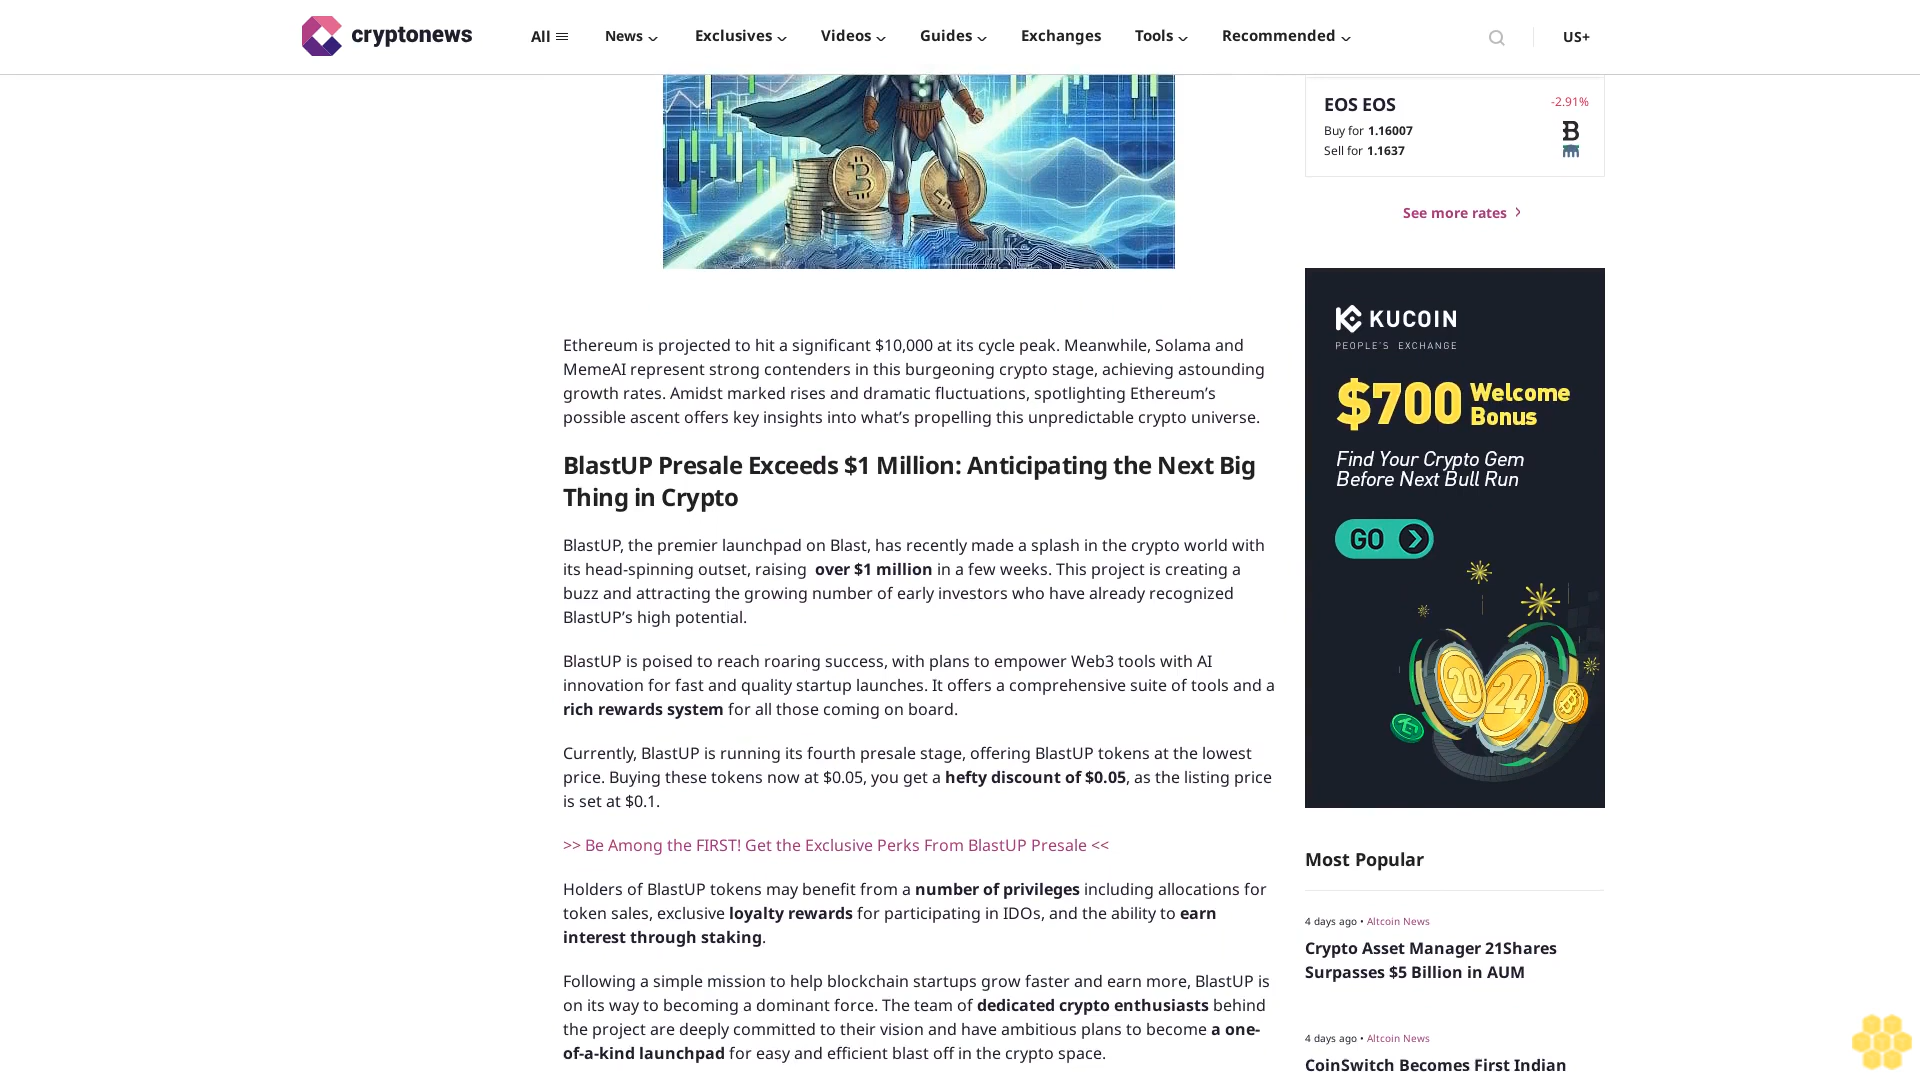 cryptonews
All
News
Exclusives
Videos
Guides
Exchanges
Tools
Recommended
US+
Ethereum is projected to hit a significant $10,000 at its cycle peak. Meanwhile, Solama and
MemeAI represent strong contenders in this burgeoning crypto stage, achieving astounding
growth rates. Amidst marked rises and dramatic fluctuations, spotlighting Ethereum’s
possible ascent offers key insights into what’s propelling this unpredictable crypto universe.
BlastUP Presale Exceeds $1 Million: Anticipating the Next Big
Thing in Crypto
BlastUP, the premier launchpad on Blast, has recently made a splash in the crypto world with
its head-spinning outset, raising over $1 million in a few weeks. This project is creating a
buzz and attracting the growing number of early investors who have already recognized
BlastUP’s high potential.
BlastUP is poised to reach roaring success, with plans to empower Web3 tools with AI
innovation for fast and quality startup launches. It offers a comprehensive suite of tools and a
rich rewards system for all those coming on board.
Currently, BlastUP is running its fourth presale stage, offering BlastUP tokens at the lowest
price. Buying these tokens now at $0.05, you get a hefty discount of $0.05, as the listing price
is set at $0.1.
>> Be Among the FIRST! Get the Exclusive Perks From BlastUP Presale <<
Holders of BlastUP tokens may benefit from a number of privileges including allocations for
token sales, exclusive loyalty rewards for participating in IDOs, and the ability to earn
interest through staking.
Following a simple mission to help blockchain startups grow faster and earn more, BlastUP is
on its way to becoming a dominant force. The team of dedicated crypto enthusiasts behind
the project are deeply committed to their vision and have ambitious plans to become a one-
of-a-kind launchpad for easy and efficient blast off in the crypto space.
EOS EOS
-2.91%
Buy for 1.16007
Sell for 1.1637
See more rates
KUCOIN
PEOPLE'S EXCHANGE
$700 Welcome
Bonus
Find Your Crypto Gem
Before Next Bull Run
GO
20
24
Most Popular
4 days ago • Altcoin News
Crypto Asset Manager 21Shares
Surpasses $5 Billion in AUM
4 days ago • Altcoin News
CoinSwitch Becomes First Indian